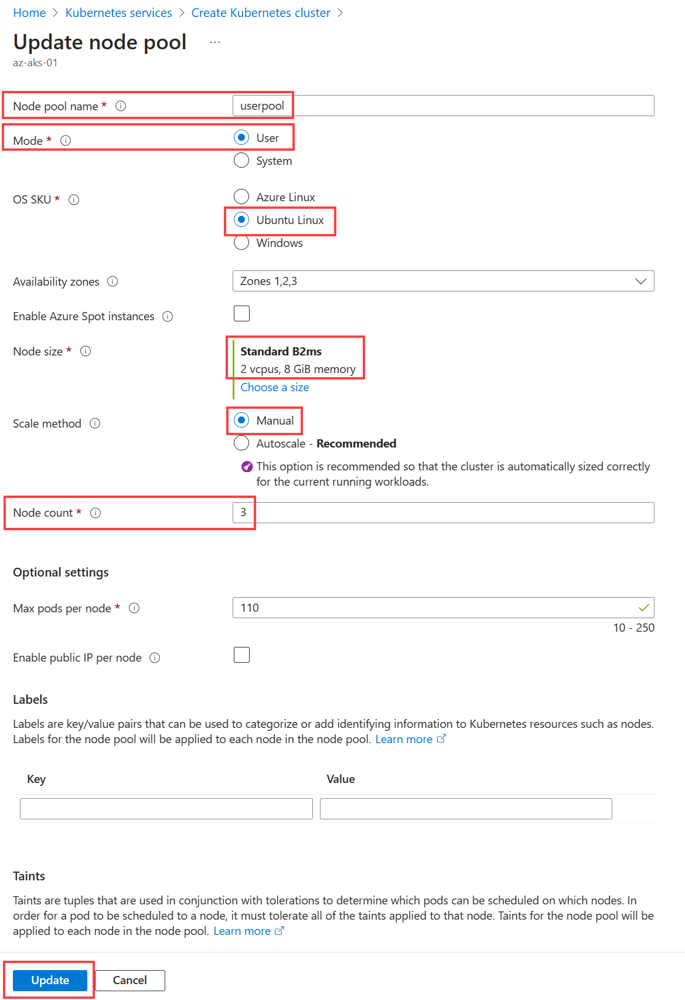 Home > Kubernetes services > Create Kubernetes cluster >
Update node pool ...
az-aks-01
Node pool name *
userpool
Mode *
User
System
OS SKU *
Azure Linux
Ubuntu Linux
Windows
Availability zones
Zones 1,2,3
Enable Azure Spot instances
Node size *
Standard B2ms
2 vcpus, 8 GiB memory
Choose a size
Scale method
Manual
Autoscale - Recommended
This option is recommended so that the cluster is automatically sized correctly
for the current running workloads.
Node count *
3
Optional settings
Max pods per node *
110
10 - 250
Enable public IP per node
Labels
Labels are key/value pairs that can be used to categorize or add identifying information to Kubernetes resources such as nodes.
Labels for the node pool will be applied to each node in the node pool. Learn more
Key Value
Taints
Taints are tuples that are used in conjunction with tolerations to determine which pods can be scheduled on which nodes. In
order for a pod to be scheduled to a node, it must tolerate all of the taints applied to that node. Taints for the node pool will be
applied to each node in the node pool. Learn more
Update Cancel